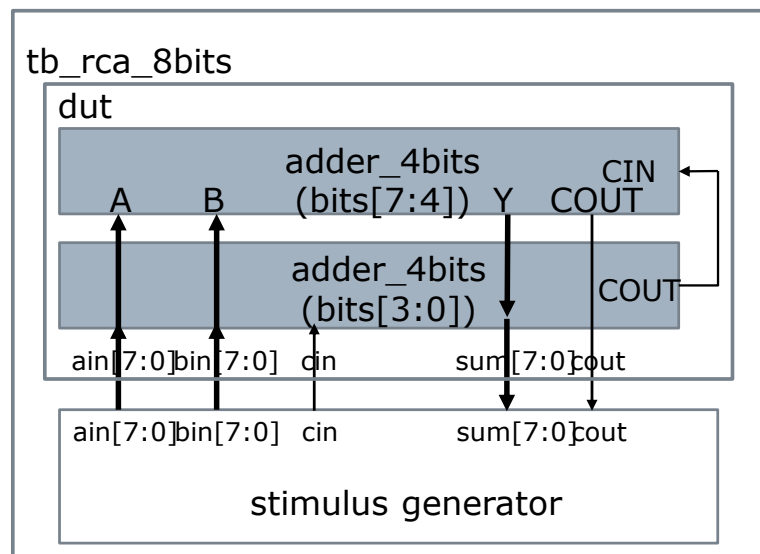 tb_rca_8bits
dut
adder_4bits
CIN
A B (bits[7:4]) Y COUT
adder_4bits
(bits[3:0])
COUT
ain[7:0] bin[7:0] cin sum[7:0] cout
ain[7:0] bin[7:0] cin sum[7:0] cout
stimulus generator